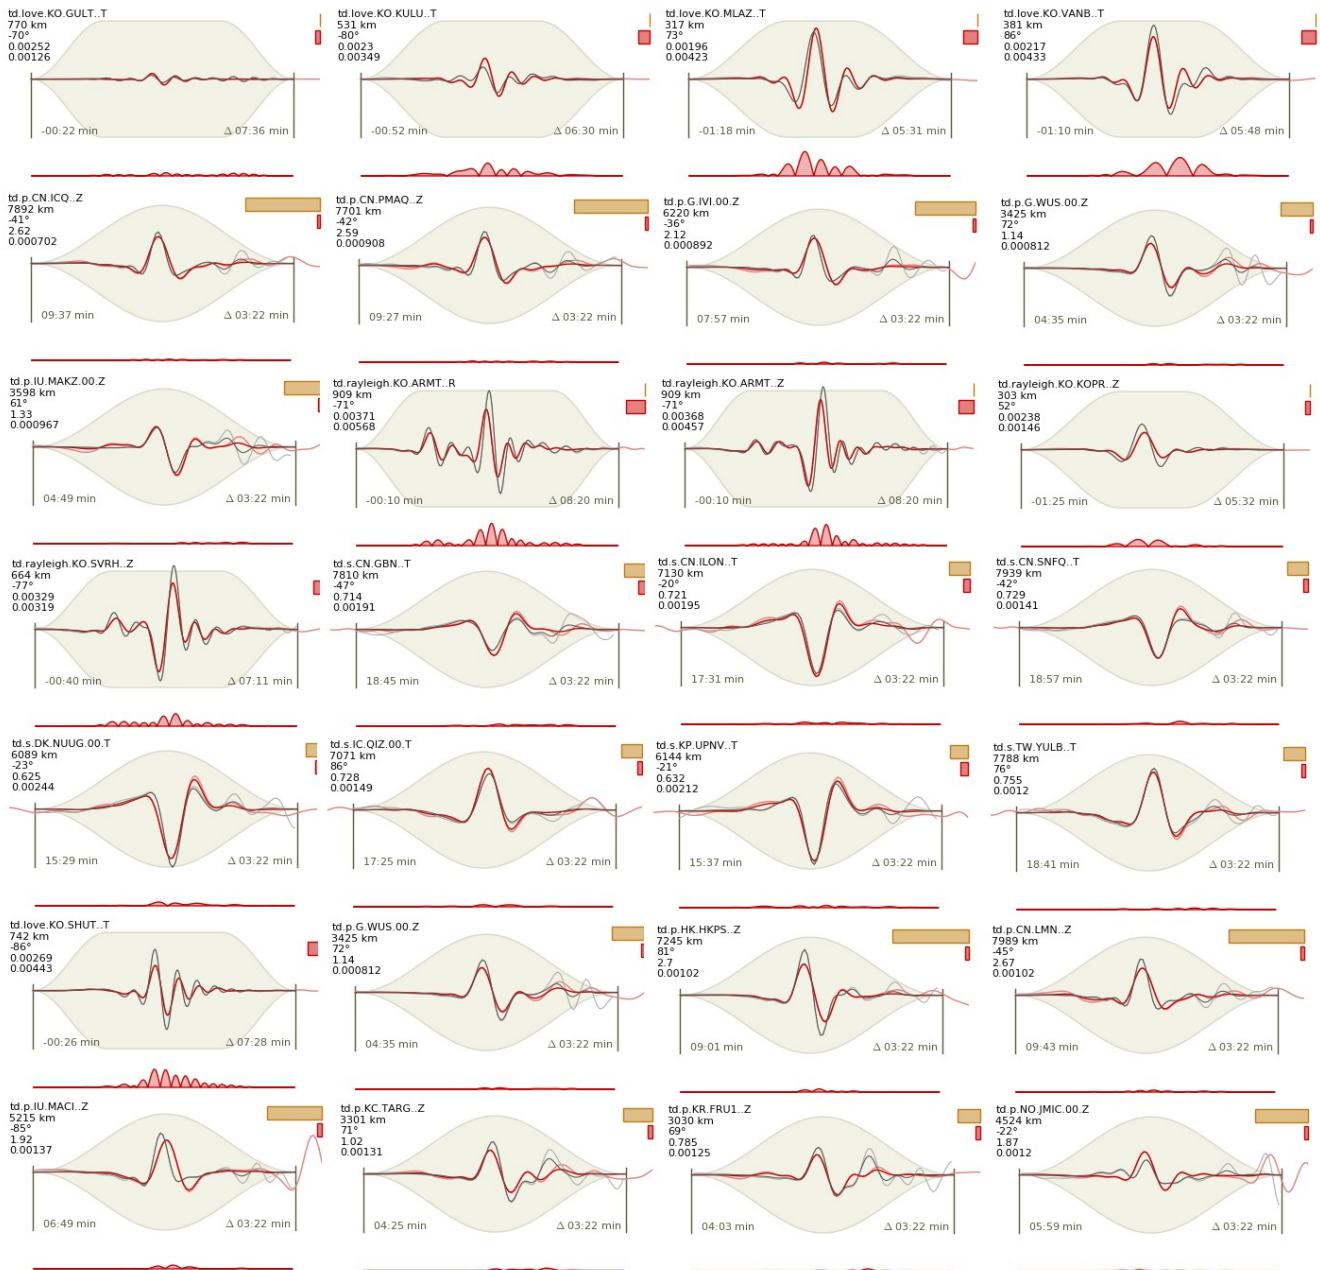 td.love.KO.GULT..T
770 km
-70°
0.00252
0.00126
-00:22 min
Δ 07:36 min
td.love.KO.KULU..T
531 km
-80°
0.0023
0.00349
-00:52 min
Δ 06:30 min
td.love.KO.MLAZ..T
317 km
73°
0.00196
0.00423
-01:18 min
Δ 05:31 min
td.love.KO.VANB..T
381 km
86°
0.00217
0.00433
-01:10 min
Δ 05:48 min
td.p.CN.ICQ..Z
7892 km
-41°
2.62
0.000702
09:37 min
Δ 03:22 min
td.p.CN.PMAQ..Z
7701 km
-42°
2.59
0.000908
09:27 min
Δ 03:22 min
td.p.G.IVI.00.Z
6220 km
-36°
2.12
0.000892
07:57 min
Δ 03:22 min
td.p.G.WUS.00.Z
3425 km
72°
1.14
0.000812
04:35 min
Δ 03:22 min
td.p.IU.MAKZ.00.Z
3598 km
61°
1.33
0.000967
04:49 min
Δ 03:22 min
td.rayleigh.KO.ARMT..R
909 km
-71°
0.00371
0.00568
-00:10 min
Δ 08:20 min
td.rayleigh.KO.ARMT..Z
909 km
-71°
0.00368
0.00457
-00:10 min
Δ 08:20 min
td.rayleigh.KO.KOPR..Z
303 km
52°
0.00238
0.00146
-01:25 min
Δ 05:32 min
td.rayleigh.KO.SVRH..Z
664 km
-77°
0.00329
0.00319
-00:40 min
Δ 07:11 min
td.s.CN.GBN..T
7810 km
-47°
0.714
0.00191
18:45 min
Δ 03:22 min
td.s.CN.ILON..T
7130 km
-20°
0.721
0.00195
17:31 min
Δ 03:22 min
td.s.CN.SNFQ..T
7939 km
-42°
0.729
0.00141
18:57 min
Δ 03:22 min
td.s.DK.NUUG.00.T
6089 km
-23°
0.625
0.00244
15:29 min
Δ 03:22 min
td.s.IC.QIZ.00.T
7071 km
86°
0.728
0.00149
17:25 min
Δ 03:22 min
td.s.KP.UPNV..T
6144 km
-21°
0.632
0.00212
15:37 min
Δ 03:22 min
td.s.TW.YULB..T
7788 km
76°
0.755
0.0012
18:41 min
Δ 03:22 min
td.love.KO.SHUT..T
742 km
-86°
0.00269
0.00443
-00:26 min
Δ 07:28 min
td.p.G.WUS.00.Z
3425 km
72°
1.14
0.000812
04:35 min
Δ 03:22 min
td.p.HK.HKPS..Z
7245 km
81°
2.7
0.00102
09:01 min
Δ 03:22 min
td.p.CN.LMN..Z
7989 km
-45°
2.67
0.00102
09:43 min
Δ 03:22 min
td.p.IU.MACI..Z
5215 km
-85°
1.92
0.00137
06:49 min
Δ 03:22 min
td.p.KC.TARG..Z
3301 km
71°
1.02
0.00131
04:25 min
Δ 03:22 min
td.p.KR.FRU1..Z
3030 km
69°
0.785
0.00125
04:03 min
Δ 03:22 min
td.p.NO.JMIC.00.Z
4524 km
-22°
1.87
0.0012
05:59 min
Δ 03:22 min